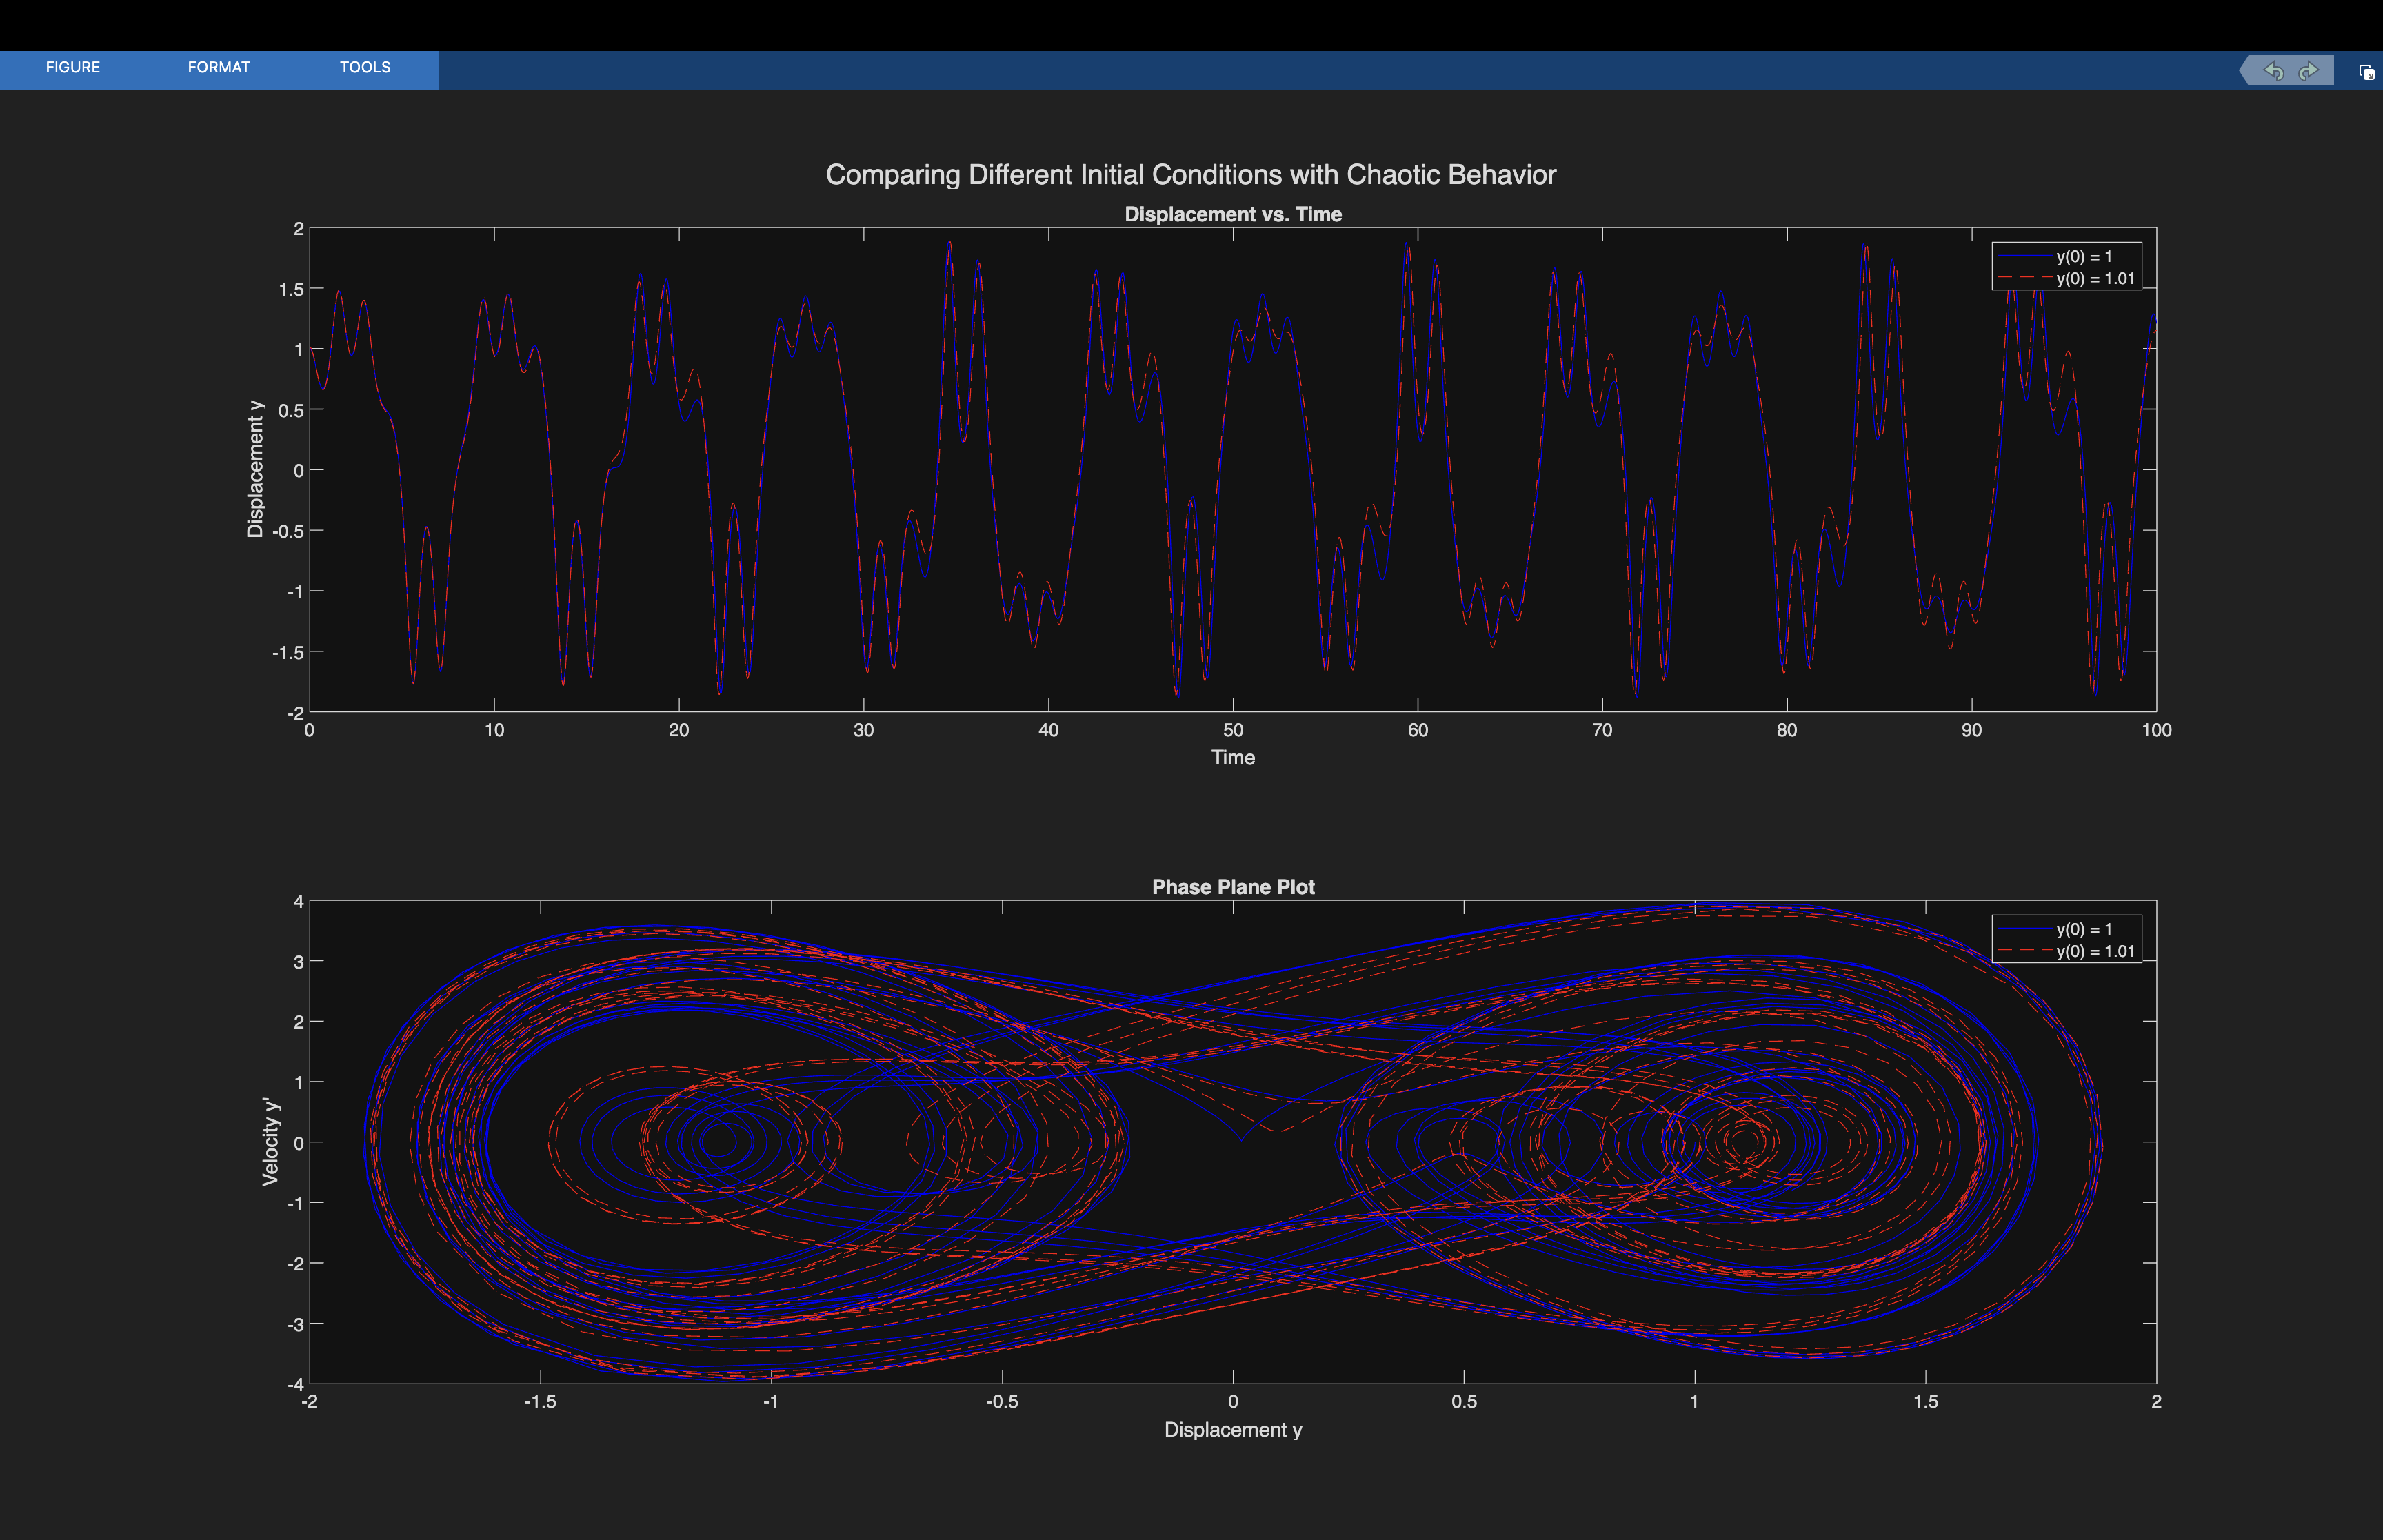 FIGURE FORMAT TOOLS
Comparing Different Initial Conditions with Chaotic Behavior
Displacement vs. Time
y(0) = 1
y(0) = 1.01
2
1.5
1
0.5
0
-0.5
-1
-1.5
-2
Displacement y
0 10 20 30 40 50 60 70 80 90 100
Time
Phase Plane Plot
y(0) = 1
y(0) = 1.01
4
3
2
1
0
-1
-2
-3
-4
Velocity y'
-2 -1.5 -1 -0.5 0 0.5 1 1.5 2
Displacement y